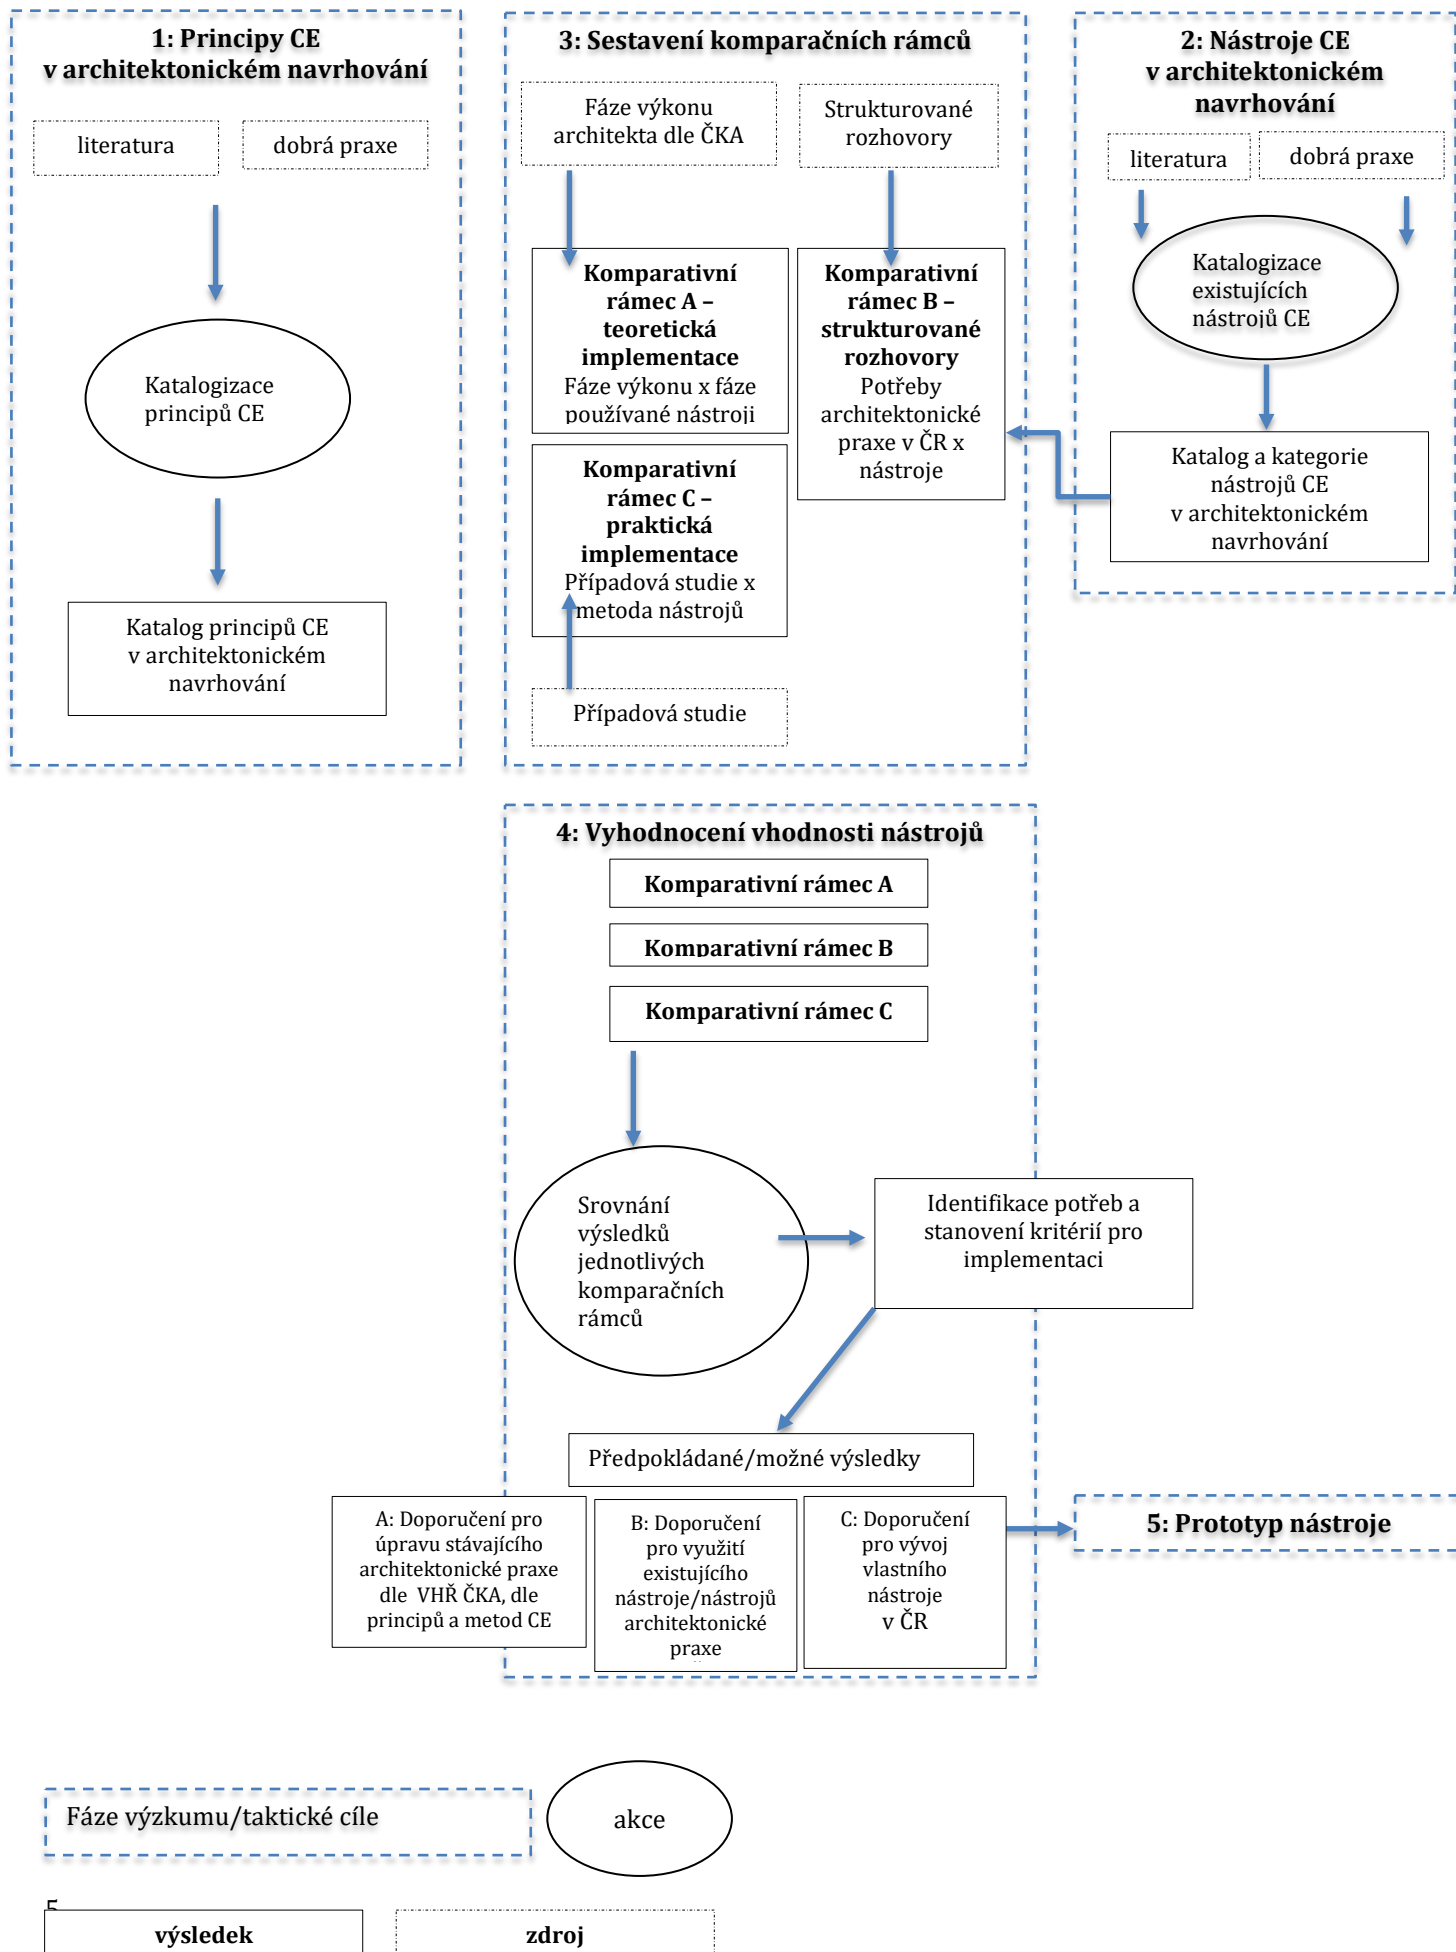 1: Principy CE
v architektonickém navrhování
literatura
dobrá praxe
Katalogizace
principů CE
Katalog principů CE
v architektonickém
navrhování
3: Sestavení komparačních rámců
Fáze výkonu
architekta dle ČKA
Strukturované
rozhovory
Komparativní
rámec A –
teoretická
implementace
Fáze výkonu x fáze
používané nástroji
Komparativní
rámec B –
strukturované
rozhovory
Potřeby
architektonické
praxe v ČR x
nástroje
Komparativní
rámec C –
praktická
implementace
Případová studie x
metoda nástrojů
Případová studie
2: Nástroje CE
v architektonickém
navrhování
literatura
dobrá praxe
Katalogizace
existujících
nástrojů CE
Katalog a kategorie
nástrojů CE
v architektonickém
navrhování
4: Vyhodnocení vhodnosti nástrojů
Komparativní rámec A
Komparativní rámec B
Komparativní rámec C
Srovnání
výsledků
jednotlivých
komparačních
rámců
Identifikace potřeb a
stanovení kritérií pro
implementaci
Předpokládané/možné výsledky
A: Doporučení pro
úpravu stávajícího
architektonické praxe
dle VHŘ ČKA, dle
principů a metod CE
B: Doporučení
pro využití
existujícího
nástroje/nástrojů
architektonické
praxe
C: Doporučení
pro vývoj
vlastního
nástroje
v ČR
5: Prototyp nástroje
Fáze výzkumu/taktické cíle
akce
výsledek
zdroj